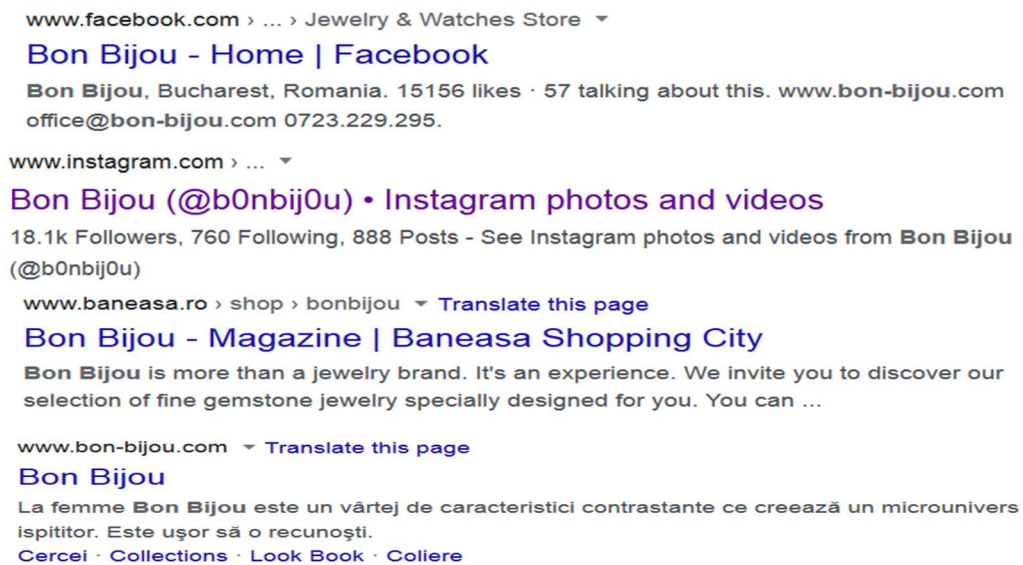 www.facebook.com › ... › Jewelry & Watches Store
Bon Bijou - Home | Facebook
Bon Bijou, Bucharest, Romania. 15156 likes · 57 talking about this. www.bon-bijou.com
office@bon-bijou.com 0723.229.295.
www.instagram.com › ...
Bon Bijou (@b0nbij0u) • Instagram photos and videos
18.1k Followers, 760 Following, 888 Posts - See Instagram photos and videos from Bon Bijou
(@b0nbij0u)
www.baneasa.ro › shop › bonbijou Translate this page
Bon Bijou - Magazine | Baneasa Shopping City
Bon Bijou is more than a jewelry brand. It's an experience. We invite you to discover our
selection of fine gemstone jewelry specially designed for you. You can ...
www.bon-bijou.com Translate this page
Bon Bijou
La femme Bon Bijou este un vârtej de caracteristici contrastante ce creează un microunivers
ispititor. Este uşor să o recunoşti.
Cercei · Collections · Look Book · Coliere